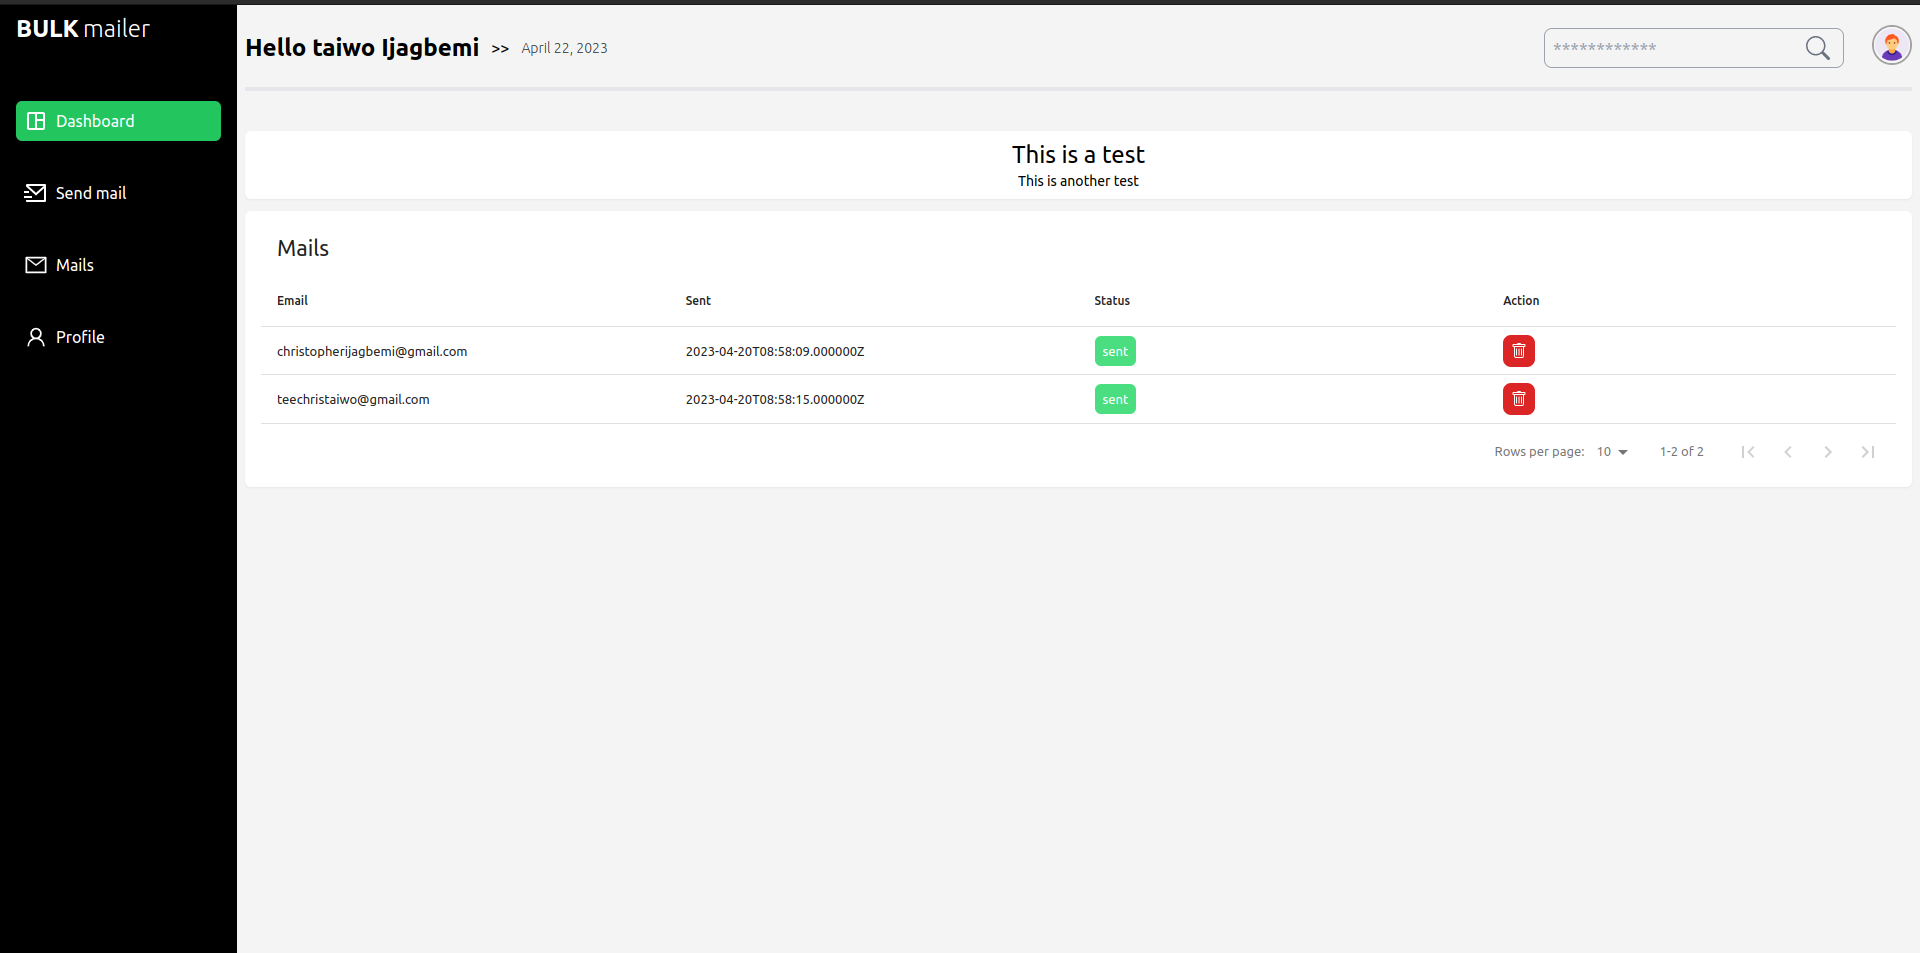 BULK mailer
Hello taiwo Ijagbemi >> April 22, 2023
************
Dashboard
Send mail
Mails
Profile
This is a test
This is another test
Mails
Email Sent Status Action
christopherijagbemi@gmail.com 2023-04-20T08:58:09.000000Z sent
teechristaiwo@gmail.com 2023-04-20T08:58:15.000000Z sent
Rows per page: 10 1-2 of 2